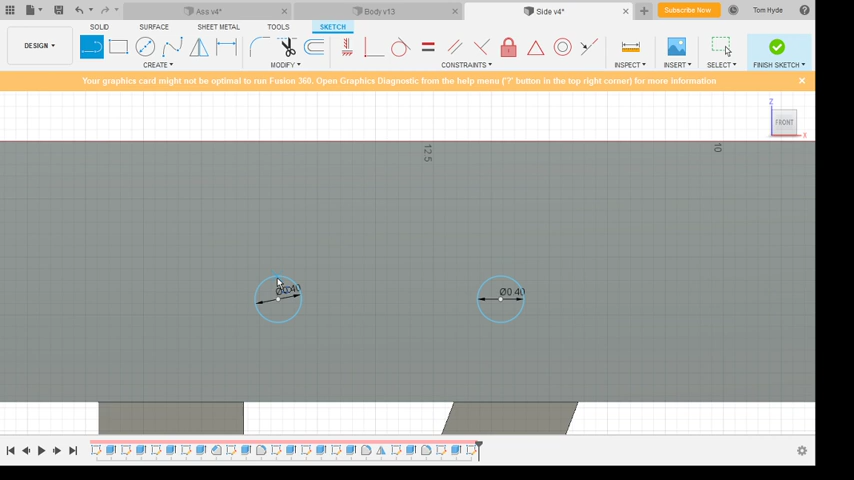 Ass v4*
Body v13
Side v4*
Subscribe Now
Tom Hyde
DESIGN
SOLID
SURFACE
SHEET METAL
TOOLS
SKETCH
CREATE
MODIFY
CONSTRAINTS
INSPECT
INSERT
SELECT
FINISH SKETCH
Your graphics card might not be optimal to run Fusion 360. Open Graphics Diagnostic from the help menu ('?' button in the top right corner) for more information
Z
FRONT
X
12.5
10
Ø0.40